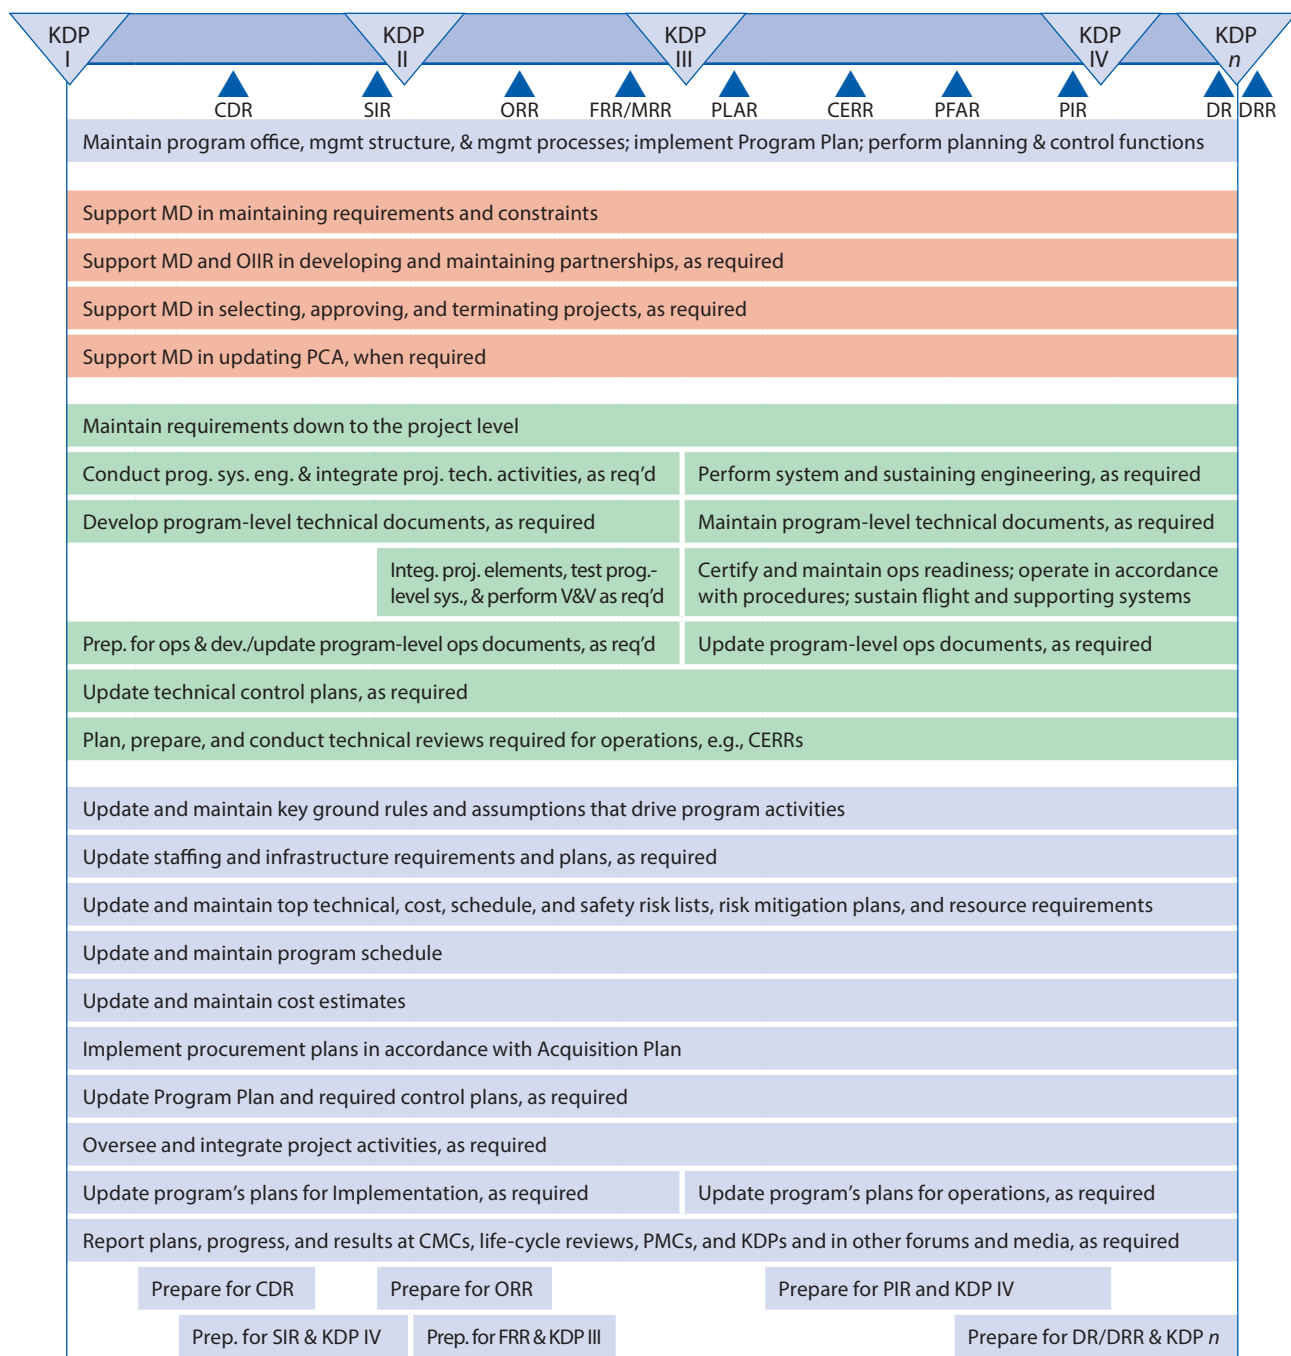 KDP
I
KDP
II
KDP
III
KDP
IV
KDP
n
CDR
SIR
ORR
FRR/MRR
PLAR
CERR
PFAR
PIR
DR
DRR
Maintain program office, mgmt structure, & mgmt processes; implement Program Plan; perform planning & control functions
Support MD in maintaining requirements and constraints
Support MD and OIIR in developing and maintaining partnerships, as required
Support MD in selecting, approving, and terminating projects, as required
Support MD in updating PCA, when required
Maintain requirements down to the project level
Conduct prog. sys. eng. & integrate proj. tech. activities, as req’d
Perform system and sustaining engineering, as required
Develop program-level technical documents, as required
Maintain program-level technical documents, as required
Integ. proj. elements, test prog.-
level sys., & perform V&V as req’d
Certify and maintain ops readiness; operate in accordance
with procedures; sustain flight and supporting systems
Prep. for ops & dev./update program-level ops documents, as req’d
Update program-level ops documents, as required
Update technical control plans, as required
Plan, prepare, and conduct technical reviews required for operations, e.g., CERRs
Update and maintain key ground rules and assumptions that drive program activities
Update staffing and infrastructure requirements and plans, as required
Update and maintain top technical, cost, schedule, and safety risk lists, risk mitigation plans, and resource requirements
Update and maintain program schedule
Update and maintain cost estimates
Implement procurement plans in accordance with Acquisition Plan
Update Program Plan and required control plans, as required
Oversee and integrate project activities, as required
Update program’s plans for Implementation, as required
Update program’s plans for operations, as required
Report plans, progress, and results at CMCs, life-cycle reviews, PMCs, and KDPs and in other forums and media, as required
Prepare for CDR
Prepare for ORR
Prepare for PIR and KDP IV
Prep. for SIR & KDP IV
Prep. for FRR & KDP III
Prepare for DR/DRR & KDP n